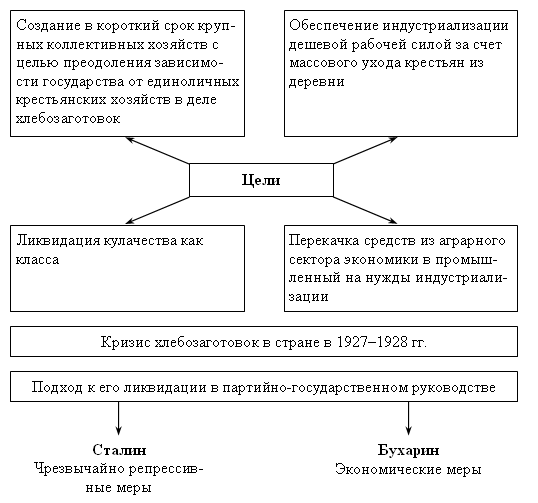 Создание в короткий срок круп-
ных коллективных хозяйств с
целью преодоления зависимо-
сти государства от единоличных
крестьянских хозяйств в деле
хлебозаготовок
Обеспечение индустриализации
дешевой рабочей силой за счет
массового ухода крестьян из
деревни
Цели
Ликвидация кулачества как
класса
Перекачка средств из аграрного
сектора экономики в промыш-
ленный на нужды индустриали-
зации
Кризис хлебозаготовок в стране в 1927–1928 гг.
Подход к его ликвидации в партийно-государственном руководстве
Сталин
Чрезвычайно репрессив-
ные меры
Бухарин
Экономические меры